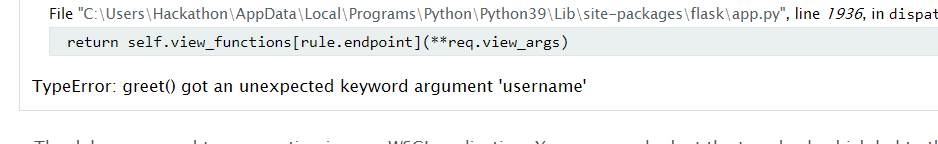 File "C:\Users\Hackathon\AppData\Local\Programs\Python\Python39\Lib\site-packages\flask\app.py", line 1936, in dispat
return self.view_functions[rule.endpoint](**req.view_args)
TypeError: greet() got an unexpected keyword argument 'username'